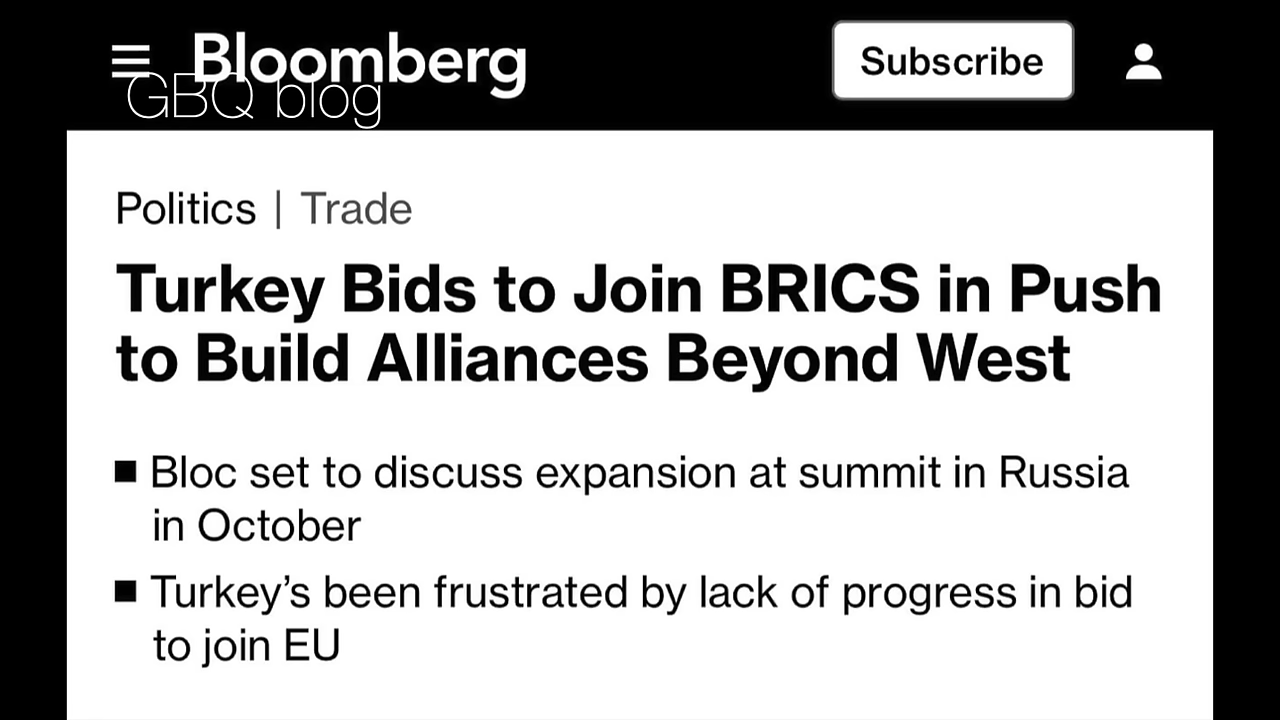 Bloomberg
GBQ blog
Subscribe
Politics | Trade
Turkey Bids to Join BRICS in Push
to Build Alliances Beyond West
■ Bloc set to discuss expansion at summit in Russia
in October
■ Turkey’s been frustrated by lack of progress in bid
to join EU